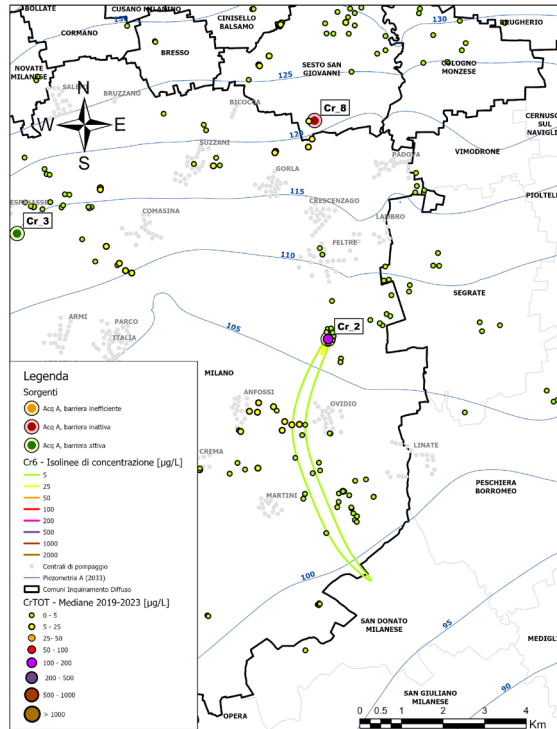 BOLLATE
CUSANO MILANINO
CINISELLO
BALSAMO
BRUGHERIO
CORMANO
BRESSO
130
NOVATE
MILANESE
125
SESTO SAN
GIOVANNI
COLOGNO
MONZESE
BRUZZANO
BICOCCA
Cr_8
N
W
E
S
120
CERNUSCO
SUL
NAVIGLIO
SUZZANI
GORLA
PADOVA
VIMODRONE
115
PIOLTELLO
Cr_3
COMASINA
CRESCENZAGO
LAMBRO
FELTRE
110
SEGRATE
ARMI
PARCO
ITALIA
105
Cr_2
MILANO
ANFOSSI
OVIDIO
CREMA
LINATE
MARTINI
PESCHIERA
BORROMEO
100
95
SAN DONATO
MILANESE
90
SAN GIULIANO
MILANESE
OPERA
Legenda
Sorgenti
Acq A, barriera inefficiente
Acq A, barriera inattiva
Acq A, barriera attiva
Cr6 - Isolinee di concentrazione [µg/L]
5
25
50
100
200
500
1000
2000
Centrali di pompaggio
Piezometria A (2033)
Comuni Inquinamento Diffuso
CrTOT - Mediane 2019-2023 [µg/L]
0 - 5
5 - 25
25- 50
50 - 100
100 - 200
200 - 500
500 - 1000
> 1000
0 0.5 1 2 3 4
Km